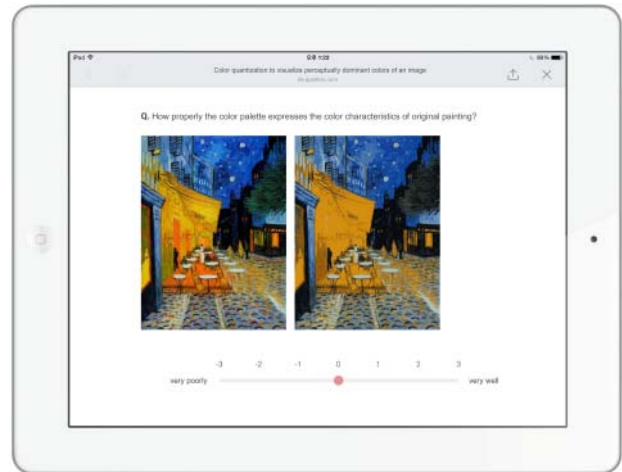 iPad
Color quantization to visualize perceptually dominant colors of an image
Q. How properly the color palette expresses the color characteristics of original painting?
-3 -2 -1 0 1 2 3
very poorly very well